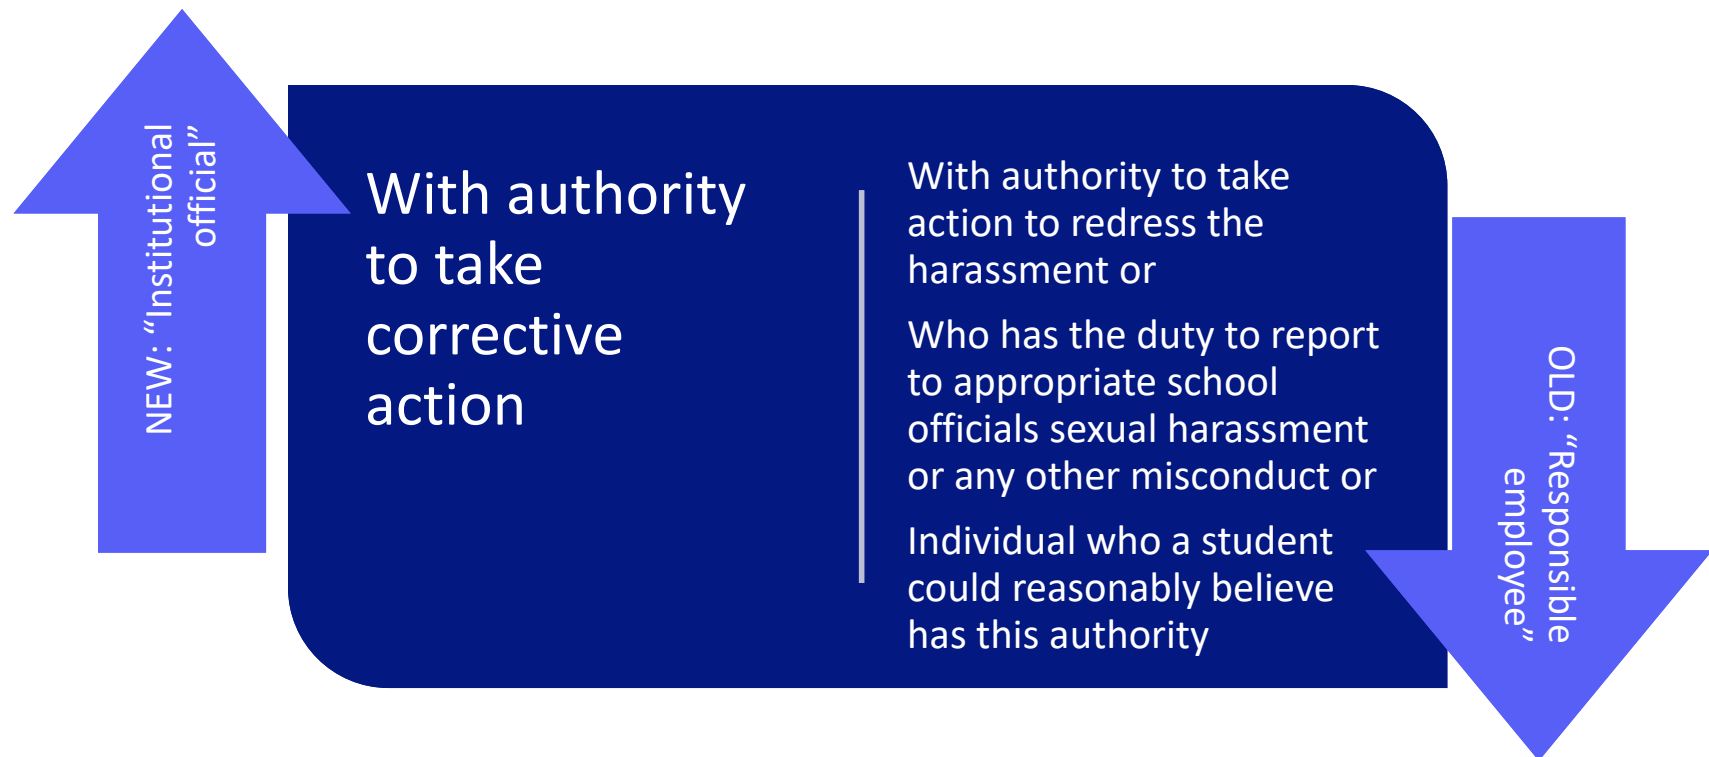 NEW: “Institutional
official”
With authority
to take
corrective
action
With authority to take
action to redress the
harassment or
Who has the duty to report
to appropriate school
officials sexual harassment
or any other misconduct or
Individual who a student
could reasonably believe
has this authority
OLD: “Responsible
employee”